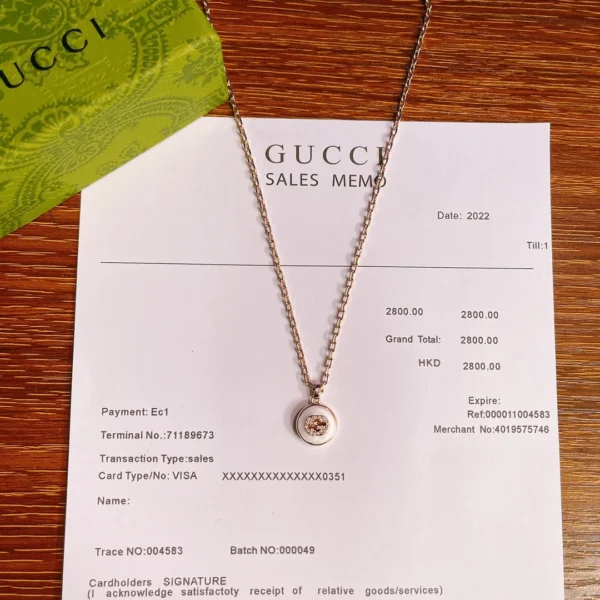 GUCCI
GUCCI
SALES MEMO
Date: 2022
Till:1
2800.00 2800.00
Grand Total: 2800.00
HKD 2800.00
Expire:
Payment: Ec1 Ref:000011004583
Terminal No.:71189673 Merchant No:4019575746
Transaction Type:sales
Card Type/No: VISA XXXXXXXXXXXXXX0351
Name:
Trace NO:004583 Batch NO:000049
Cardholders SIGNATURE
(I acknowledge satisfactoty receipt of relative goods/services)